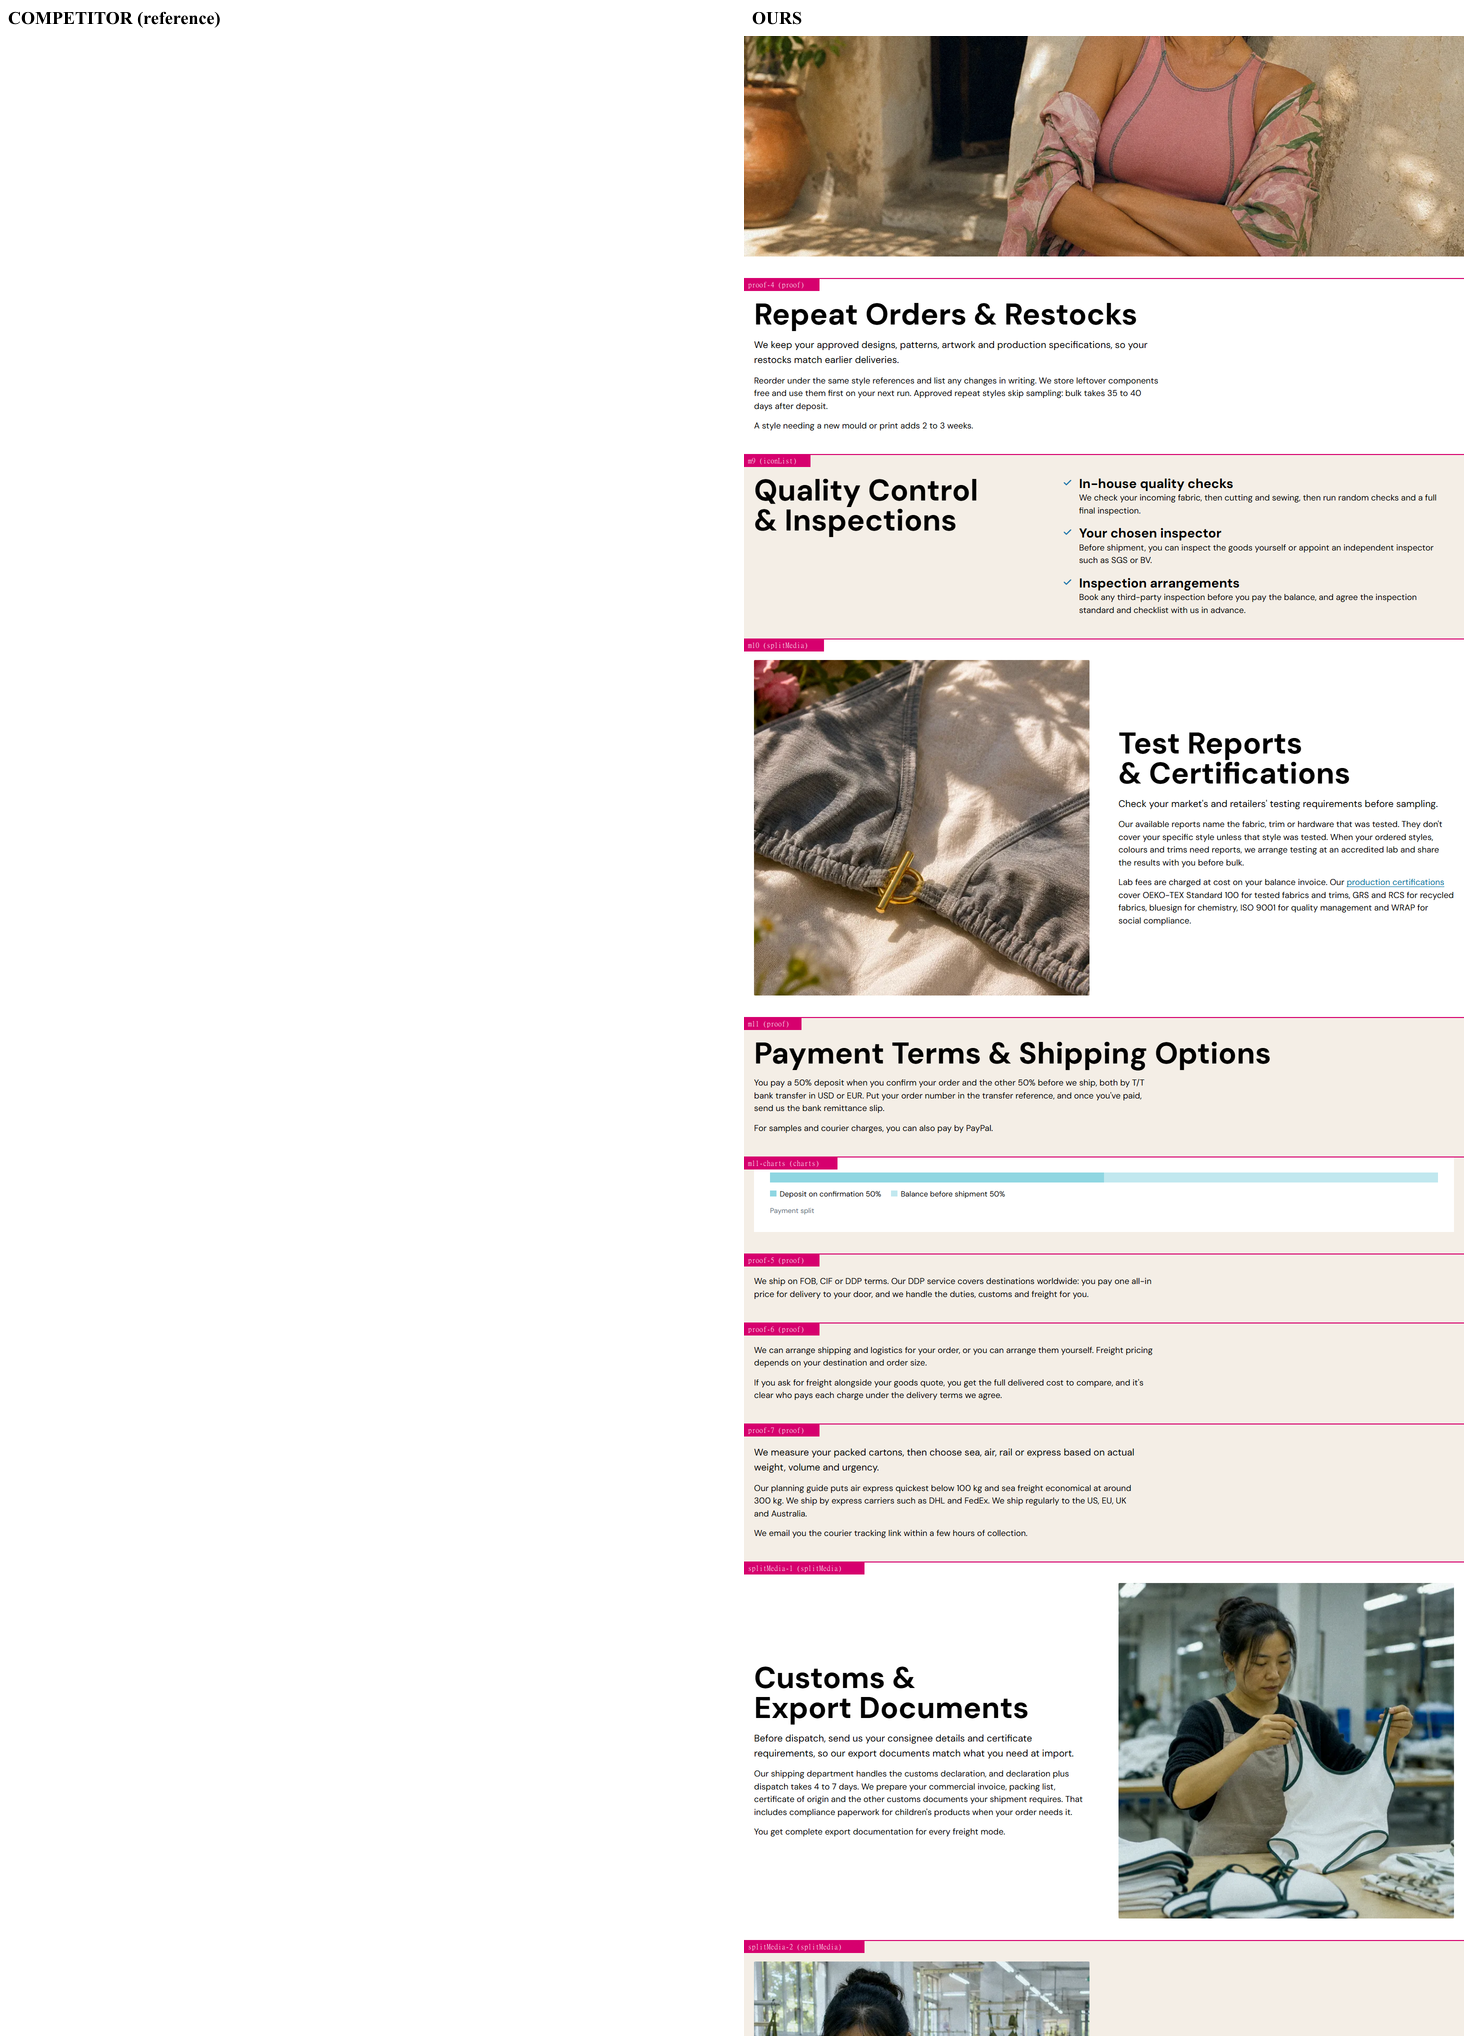 COMPETITOR (reference)
OURS
proof-4 (proof)
Repeat Orders & Restocks
We keep your approved designs, patterns, artwork and production specifications, so your
restocks match earlier deliveries.
Reorder under the same style references and list any changes in writing. We store leftover components
free and use them first on your next run. Approved repeat styles skip sampling: bulk takes 35 to 40
days after deposit.
A style needing a new mould or print adds 2 to 3 weeks.
m9 (iconList)
Quality Control
& Inspections
In-house quality checks
We check your incoming fabric, then cutting and sewing, then run random checks and a full
final inspection.
Your chosen inspector
Before shipment, you can inspect the goods yourself or appoint an independent inspector
such as SGS or BV.
Inspection arrangements
Book any third-party inspection before you pay the balance, and agree the inspection
standard and checklist with us in advance.
m10 (splitMedia)
Test Reports
& Certifications
Check your market's and retailers' testing requirements before sampling.
Our available reports name the fabric, trim or hardware that was tested. They don't
cover your specific style unless that style was tested. When your ordered styles,
colours and trims need reports, we arrange testing at an accredited lab and share
the results with you before bulk.
Lab fees are charged at cost on your balance invoice. Our production certifications
cover OEKO-TEX Standard 100 for tested fabrics and trims, GRS and RCS for recycled
fabrics, bluesign for chemistry, ISO 9001 for quality management and WRAP for
social compliance.
m11 (proof)
Payment Terms & Shipping Options
You pay a 50% deposit when you confirm your order and the other 50% before we ship, both by T/T
bank transfer in USD or EUR. Put your order number in the transfer reference, and once you've paid,
send us the bank remittance slip.
For samples and courier charges, you can also pay by PayPal.
m11-charts (charts)
Deposit on confirmation 50% Balance before shipment 50%
Payment split
proof-5 (proof)
We ship on FOB, CIF or DDP terms. Our DDP service covers destinations worldwide: you pay one all-in
price for delivery to your door, and we handle the duties, customs and freight for you.
proof-6 (proof)
We can arrange shipping and logistics for your order, or you can arrange them yourself. Freight pricing
depends on your destination and order size.
If you ask for freight alongside your goods quote, you get the full delivered cost to compare, and it's
clear who pays each charge under the delivery terms we agree.
proof-7 (proof)
We measure your packed cartons, then choose sea, air, rail or express based on actual
weight, volume and urgency.
Our planning guide puts air express quickest below 100 kg and sea freight economical at around
300 kg. We ship by express carriers such as DHL and FedEx. We ship regularly to the US, EU, UK
and Australia.
We email you the courier tracking link within a few hours of collection.
splitMedia-1 (splitMedia)
Customs &
Export Documents
Before dispatch, send us your consignee details and certificate
requirements, so our export documents match what you need at import.
Our shipping department handles the customs declaration, and declaration plus
dispatch takes 4 to 7 days. We prepare your commercial invoice, packing list,
certificate of origin and the other customs documents your shipment requires. That
includes compliance paperwork for children's products when your order needs it.
You get complete export documentation for every freight mode.
splitMedia-2 (splitMedia)